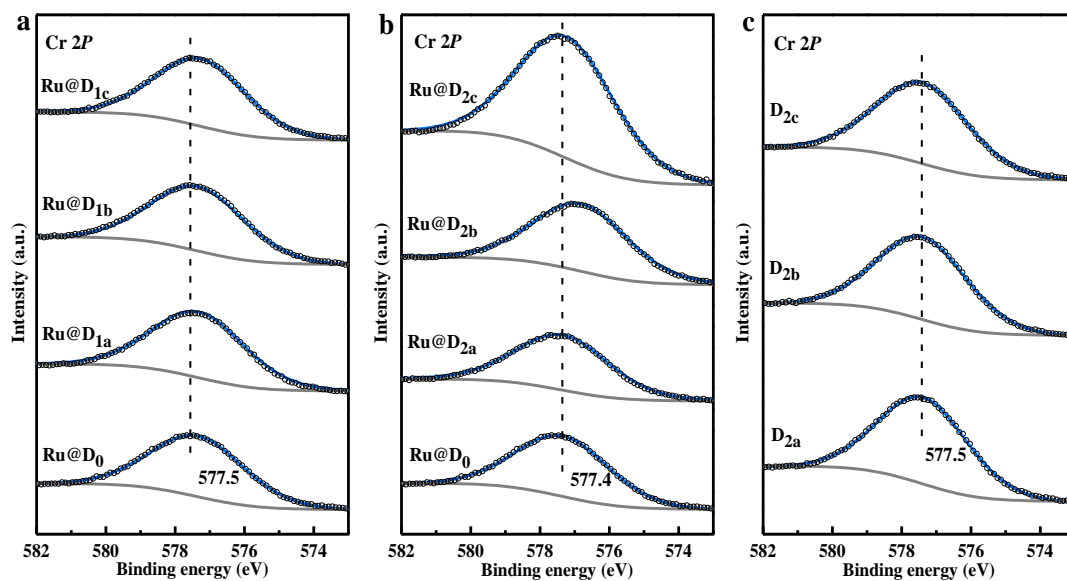 a
Cr 2P
Ru@D1c
Ru@D1b
Ru@D1a
Ru@D0
577.5
Intensity (a.u.)
582 580 578 576 574
Binding energy (eV)
b
Cr 2P
Ru@D2c
Ru@D2b
Ru@D2a
Ru@D0
577.4
Intensity (a.u.)
582 580 578 576 574
Binding energy (eV)
c
Cr 2P
D2c
D2b
D2a
577.5
Intensity (a.u.)
582 580 578 576 574
Binding energy (eV)